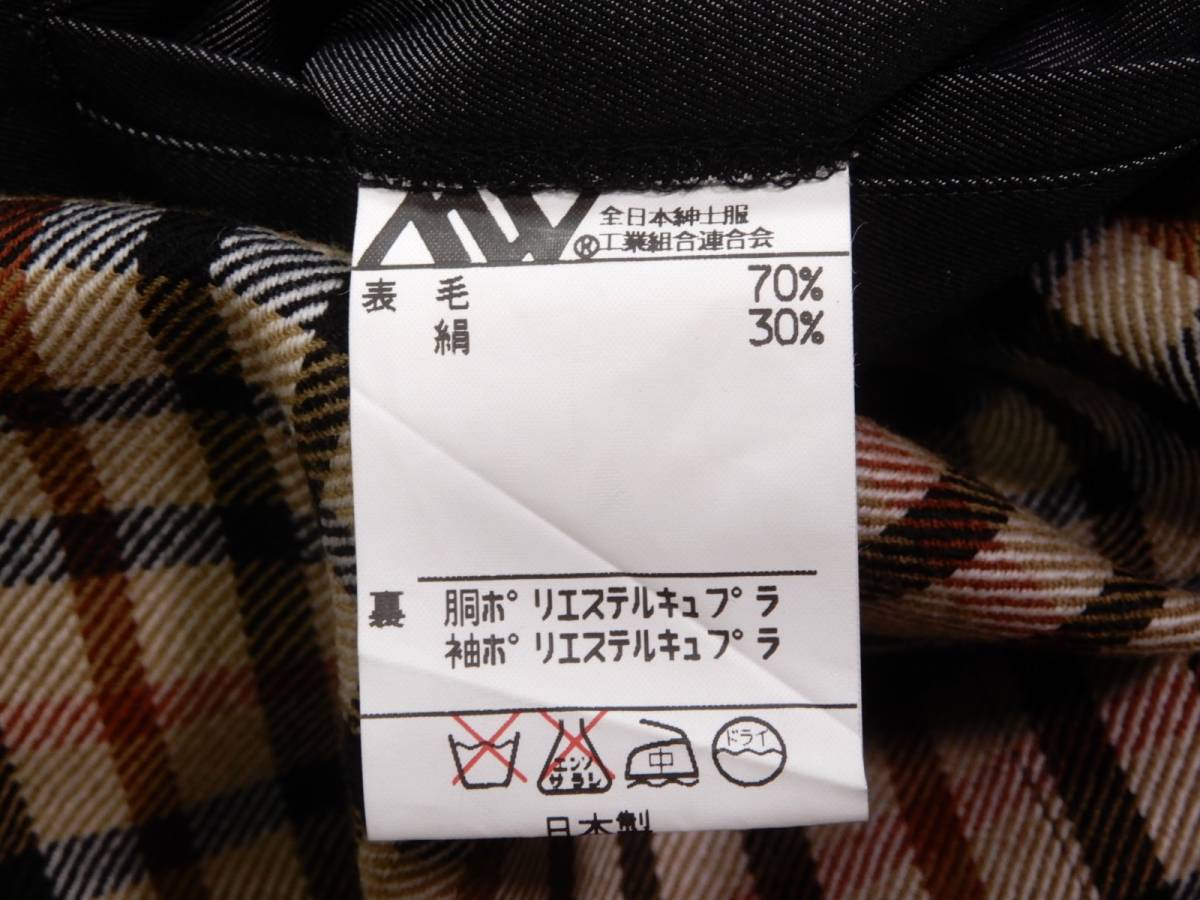 全日本紳士服
®工業組合連合会
表 毛 70%
絹 30%
裏 胴ポリエステルキュプラ
袖ポリエステルキュプラ
エンソ
サラシ
中
ドライ
日本製